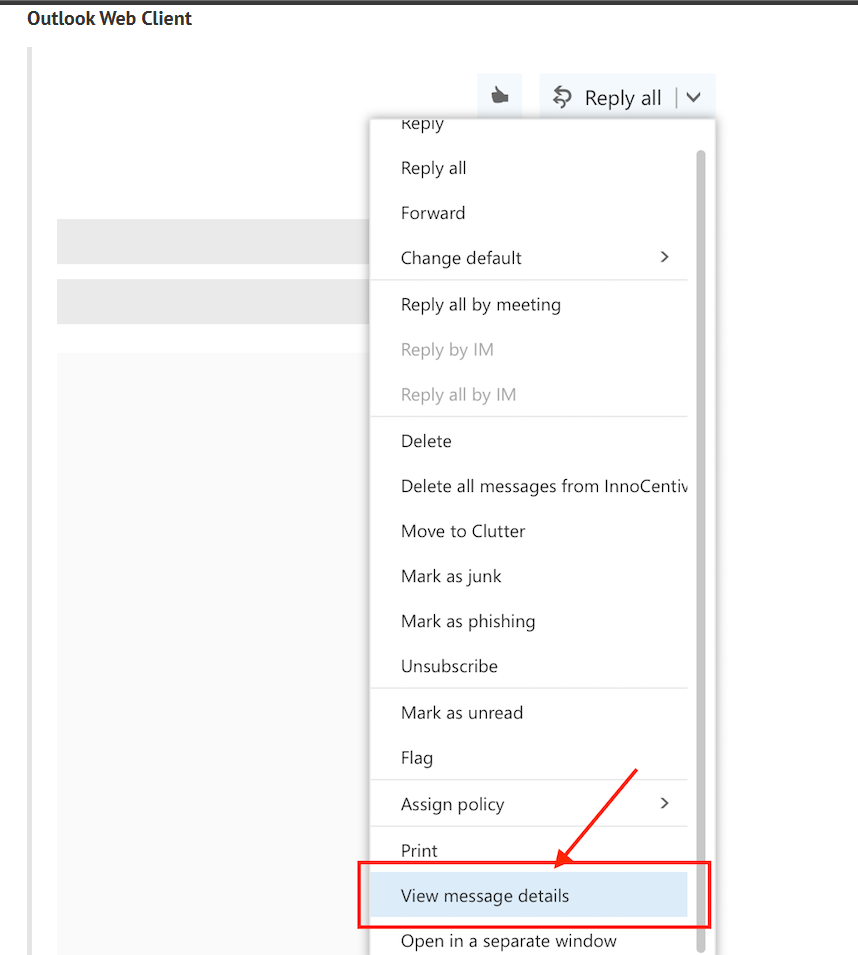 Outlook Web Client
Reply all
Reply
Reply all
Forward
Change default
Reply all by meeting
Reply by IM
Reply all by IM
Delete
Delete all messages from InnoCentiv
Move to Clutter
Mark as junk
Mark as phishing
Unsubscribe
Mark as unread
Flag
Assign policy
Print
View message details
Open in a separate window